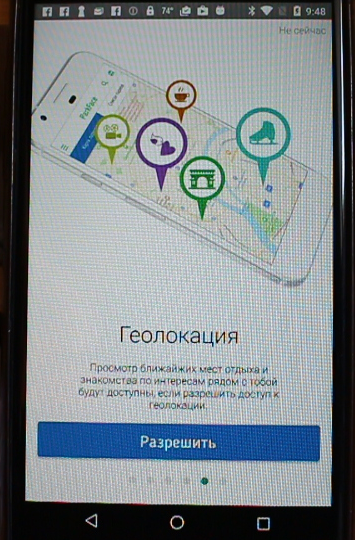 74°
9:48
Не сейчас
Геолокация
Просмотр ближайжих мест отдыха и
знакомства по интересам рядом с тобой
будут доступны, если разрешить доступ к
геолокации.
Разрешить